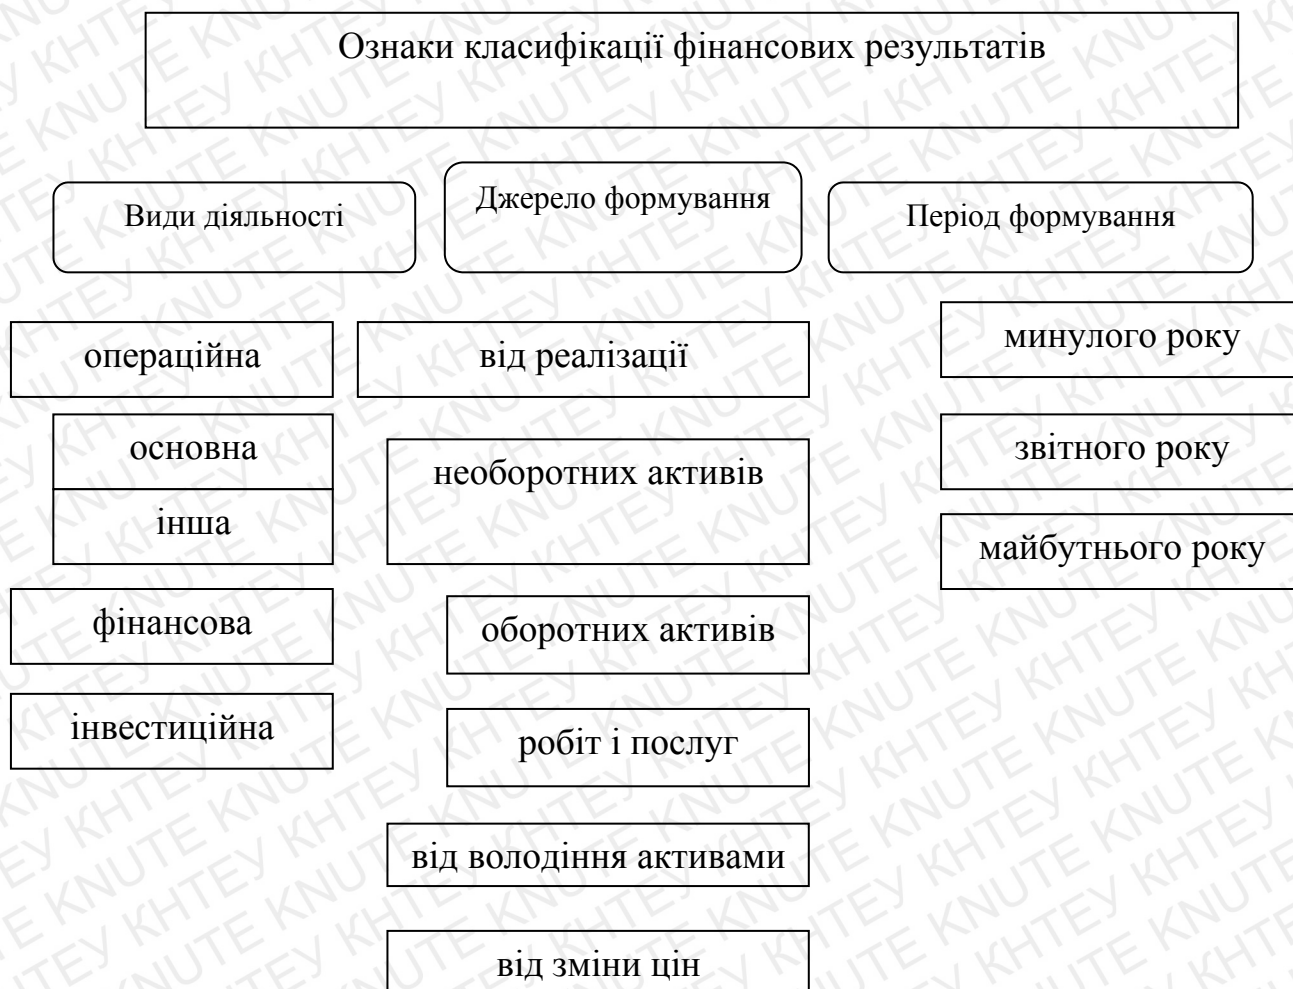 Ознаки класифікації фінансових результатів
Види діяльності
Джерело формування
Період формування
операційна
основна
інша
фінансова
інвестиційна
від реалізації
необоротних активів
оборотних активів
робіт і послуг
від володіння активами
від зміни цін
минулого року
звітного року
майбутнього року